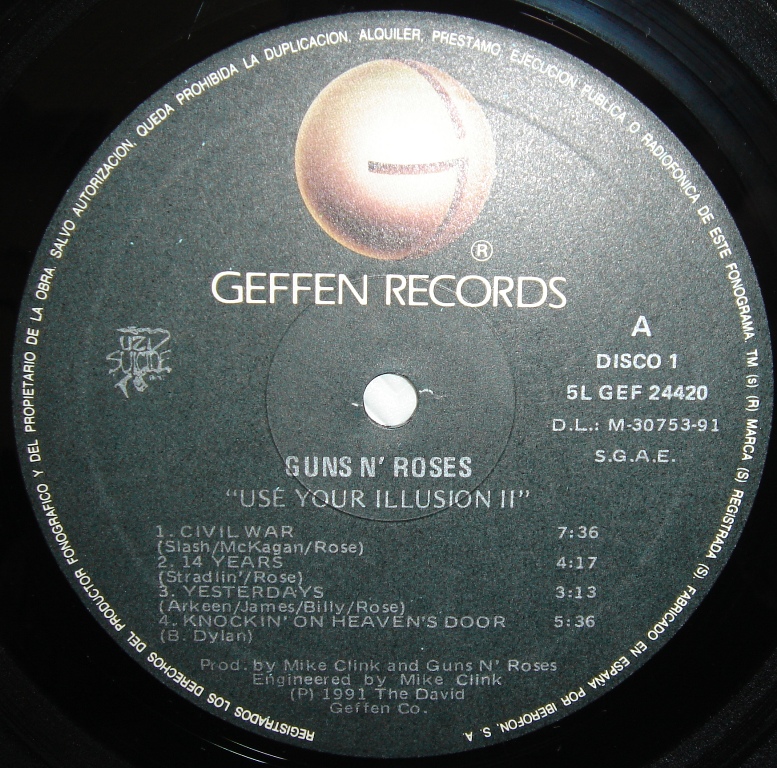 REGISTRADOS LOS DERECHOS DEL PRODUCTOR FONOGRAFICO Y DEL PROPIETARIO DE LA OBRA. SALVO AUTORIZACION. QUEDA PROHIBIDA LA DUPLICACION, ALQUILER, PRESTAMO, EJECUCION PUBLICA O RADIOFONICA DE ESTE FONOGRAMA TM (s) (R) MARCA (S) REGISTRADA (S). FABRICADO EN ESPAÑA POR IBEROFON, S. A.
®
GEFFEN RECORDS
UZI
SUICIDE
A
DISCO 1
5L GEF 24420
D.L.: M-30753-91
S.G.A.E.
GUNS N' ROSES
"USE YOUR ILLUSION II"
1. CIVIL WAR 7:36
(Slash/McKagan/Rose)
2. 14 YEARS 4:17
(Stradlin'/Rose)
3. YESTERDAYS 3:13
(Arkeen/James/Billy/Rose)
4. KNOCKIN' ON HEAVEN'S DOOR 5:36
(B. Dylan)
Prod. by Mike Clink and Guns N' Roses
Engineered by Mike Clink
(P) 1991 The David
Geffen Co.